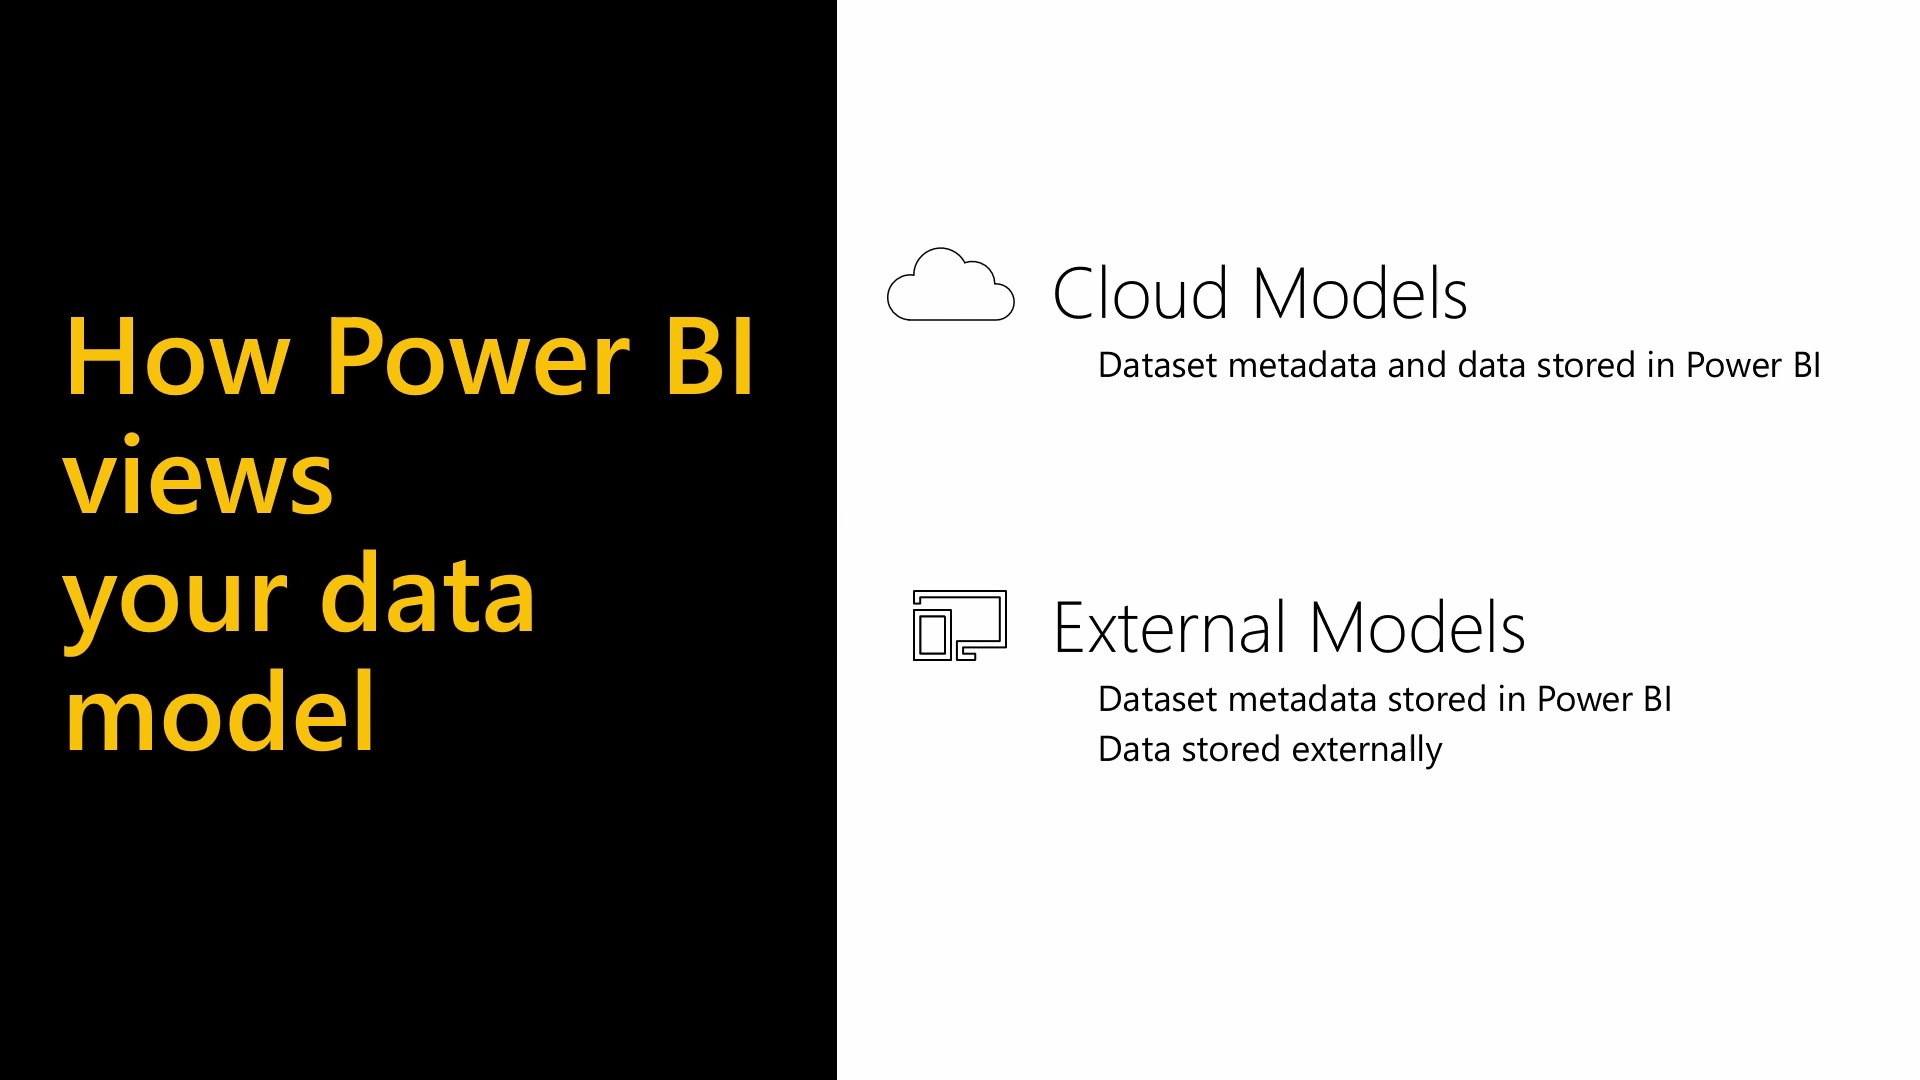 How Power BI
views
your data
model
Cloud Models
Dataset metadata and data stored in Power BI
External Models
Dataset metadata stored in Power BI
Data stored externally